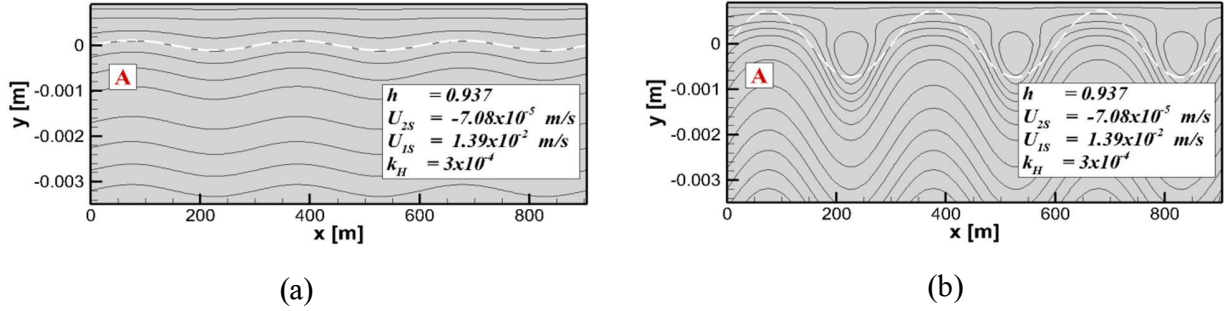 y [m]
0
-0.001
-0.002
-0.003
A
h = 0.937
U2S = -7.08x10-5 m/s
U1S = 1.39x10-2 m/s
kH = 3x10-4
0 200 400 600 800
x [m]
(a)
y [m]
0
-0.001
-0.002
-0.003
A
h = 0.937
U2S = -7.08x10-5 m/s
U1S = 1.39x10-2 m/s
kH = 3x10-4
0 200 400 600 800
x [m]
(b)